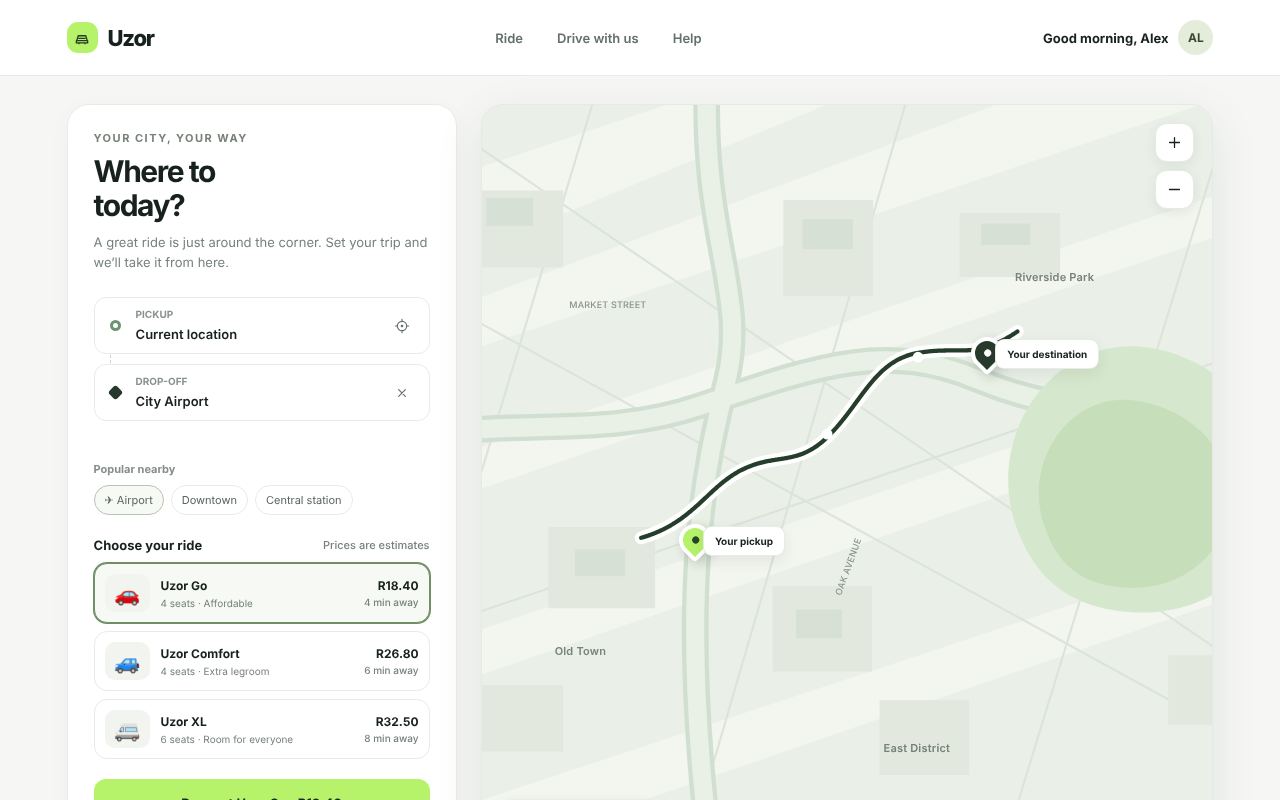 Uzor
Ride
Drive with us
Help
Good morning, Alex
AL
YOUR CITY, YOUR WAY
Where to
today?
A great ride is just around the corner. Set your trip and
we’ll take it from here.
PICKUP
Current location
DROP-OFF
City Airport
Popular nearby
✈ Airport
Downtown
Central station
Choose your ride
Prices are estimates
Uzor Go
R18.40
4 seats · Affordable
4 min away
Uzor Comfort
R26.80
4 seats · Extra legroom
6 min away
Uzor XL
R32.50
6 seats · Room for everyone
8 min away
+
−
Riverside Park
MARKET STREET
Your destination
Your pickup
OAK AVENUE
Old Town
East District